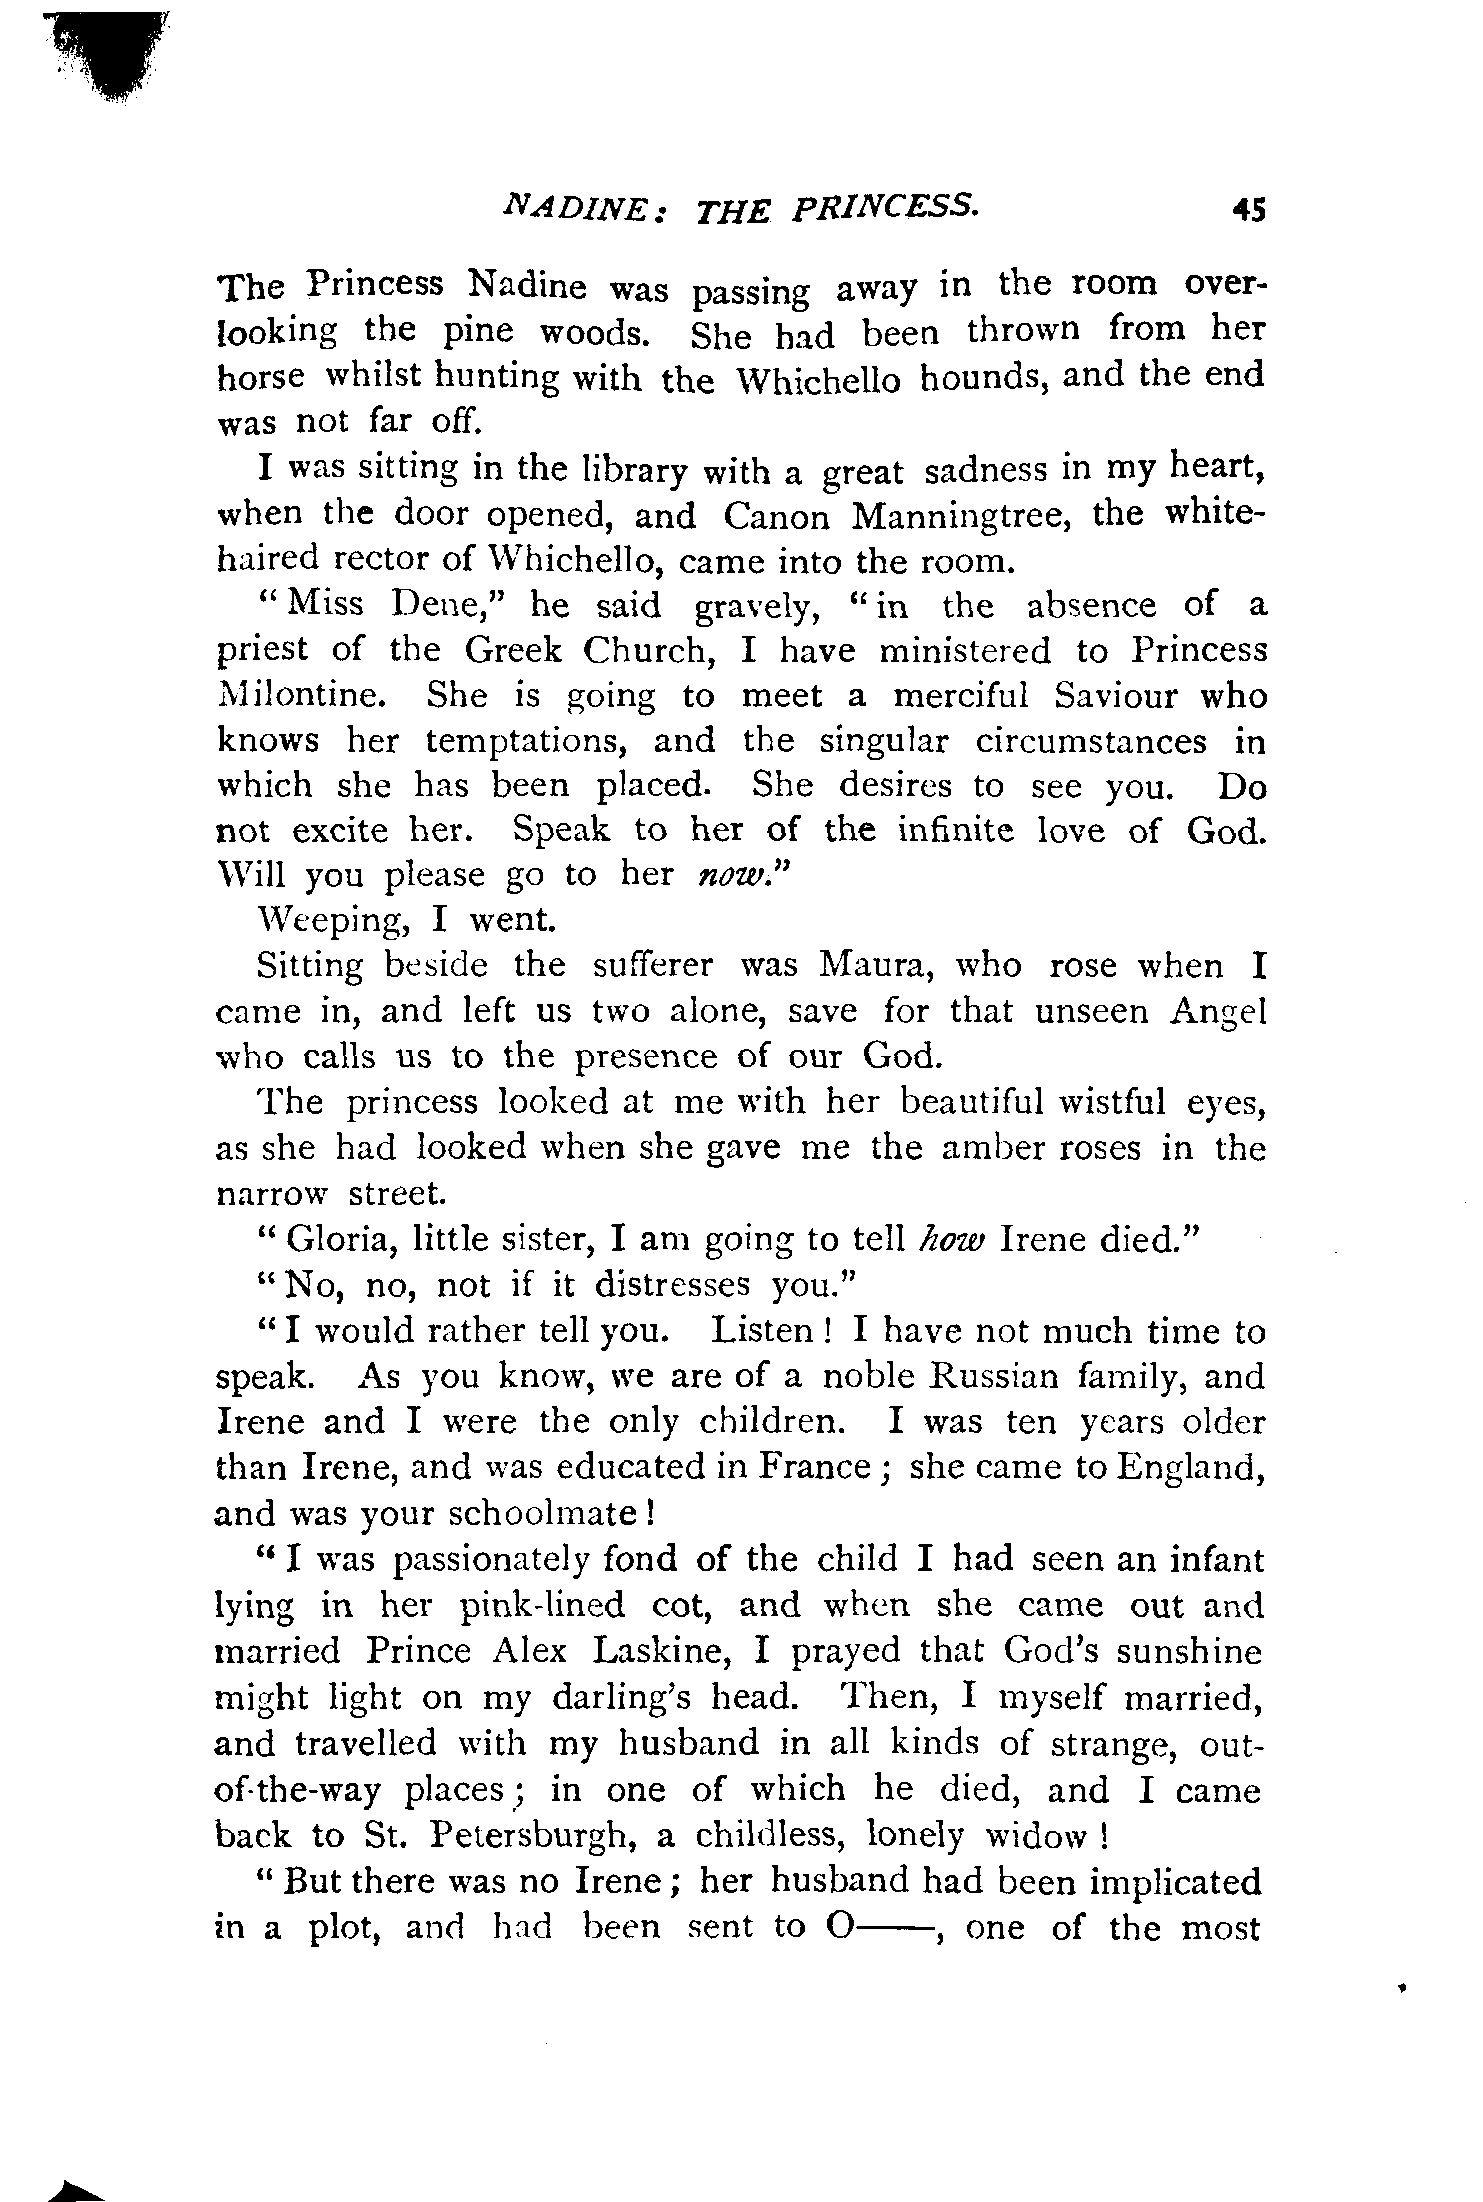 NADINE: THE PRINCESS. 45
The Princess Nadine was passing away in the room over-
looking the pine woods. She had been thrown from her
horse whilst hunting with the Whichello hounds, and the end
was not far off.
I was sitting in the library with a great sadness in my heart,
when the door opened, and Canon Manningtree, the white-
haired rector of Whichello, came into the room.
“Miss Dene,” he said gravely, “in the absence of a
priest of the Greek Church, I have ministered to Princess
Milontine. She is going to meet a merciful Saviour who
knows her temptations, and the singular circumstances in
which she has been placed. She desires to see you. Do
not excite her. Speak to her of the infinite love of God.
Will you please go to her now.”
Weeping, I went.
Sitting beside the sufferer was Maura, who rose when I
came in, and left us two alone, save for that unseen Angel
who calls us to the presence of our God.
The princess looked at me with her beautiful wistful eyes,
as she had looked when she gave me the amber roses in the
narrow street.
“Gloria, little sister, I am going to tell how Irene died.”
“No, no, not if it distresses you.”
“I would rather tell you. Listen! I have not much time to
speak. As you know, we are of a noble Russian family, and
Irene and I were the only children. I was ten years older
than Irene, and was educated in France; she came to England,
and was your schoolmate!
“I was passionately fond of the child I had seen an infant
lying in her pink-lined cot, and when she came out and
married Prince Alex Laskine, I prayed that God’s sunshine
might light on my darling’s head. Then, I myself married,
and travelled with my husband in all kinds of strange, out-
of-the-way places; in one of which he died, and I came
back to St. Petersburgh, a childless, lonely widow!
“But there was no Irene; her husband had been implicated
in a plot, and had been sent to O——, one of the most